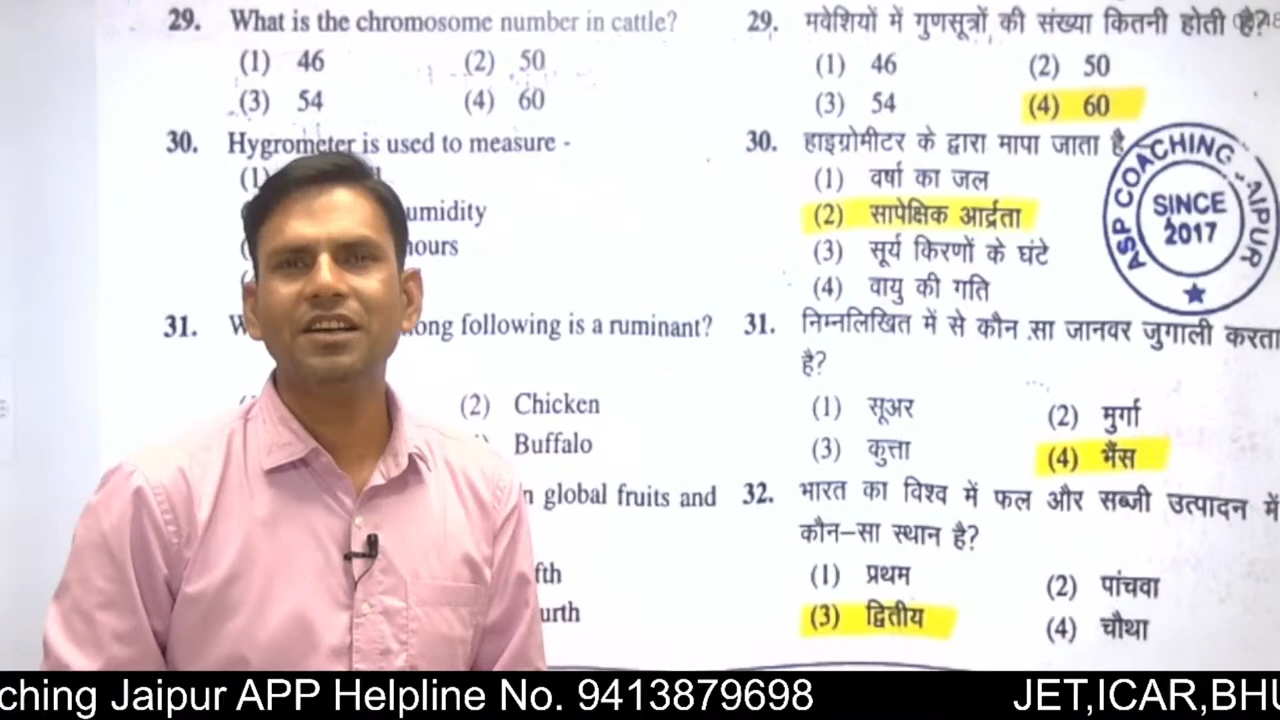 29. What is the chromosome number in cattle?
(1) 46 (2) 50
(3) 54 (4) 60
30. Hygrometer is used to measure -
(1)
umidity
ours
31. ong following is a ruminant?
(2) Chicken
Buffalo
n global fruits and
fth
urth
29. मवेशियों में गुणसूत्रों की संख्या कितनी होती है?
(1) 46 (2) 50
(3) 54 (4) 60
30. हाइग्रोमीटर के द्वारा मापा जाता है
(1) वर्षा का जल
(2) सापेक्षिक आर्द्रता
(3) सूर्य किरणों के घंटे
(4) वायु की गति
31. निम्नलिखित में से कौन सा जानवर जुगाली करता
है?
(1) सूअर (2) मुर्गा
(3) कुत्ता (4) भैंस
32. भारत का विश्व में फल और सब्जी उत्पादन में
कौन-सा स्थान है?
(1) प्रथम (2) पांचवा
(3) द्वितीय (4) चौथा
ASP COACHING - JAIPUR
SINCE
2017
ching Jaipur APP Helpline No. 9413879698 JET,ICAR,BHU